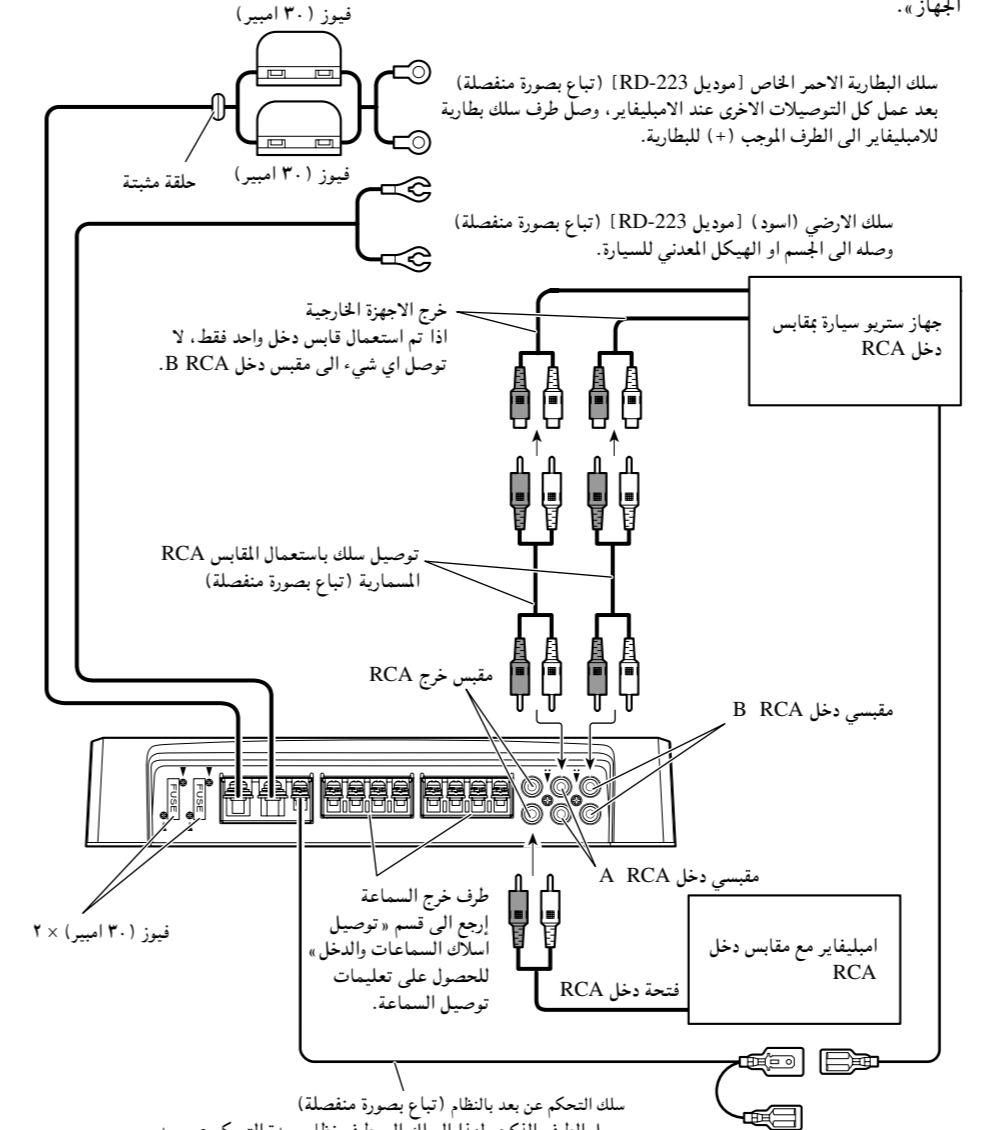 الجهاز».
فيوز (٣٠ امبير)
سلك البطارية الاحمر الخاص [موديل RD-223] (تباع بصورة منفصلة)
بعد عمل كل التوصيلات الاخرى عند الامبليفاير، وصل طرف سلك بطارية
للامبليفاير الى الطرف الموجب (+) للبطارية.
فيوز (٣٠ امبير)
حلقة مثبتة
سلك الارضي (اسود) [موديل RD-223] (تباع بصورة منفصلة)
وصله الى الجسم او الهيكل المعدني للسيارة.
خرج الاجهزة الخارجية
اذا تم استعمال قابس دخل واحد فقط، لا
توصل اي شيء الى مقبس دخل B RCA.
جهاز ستريو سيارة بمقابس
دخل RCA
توصيل سلك باستعمال المقابس RCA
المسمارية (تباع بصورة منفصلة)
مقبس خرج RCA
مقبسي دخل B RCA
FUSE
FUSE
مقبسي دخل A RCA
طرف خرج السماعة
إرجع الى قسم «توصيل
اسلاك السماعات والدخل»
للحصول على تعليمات
توصيل السماعة.
فيوز (٣٠ امبير) × ٢
امبليفاير مع مقابس دخل
RCA
فتحة دخل RCA
سلك التحكم عن بعد بالنظام (تباع بصورة منفصلة)